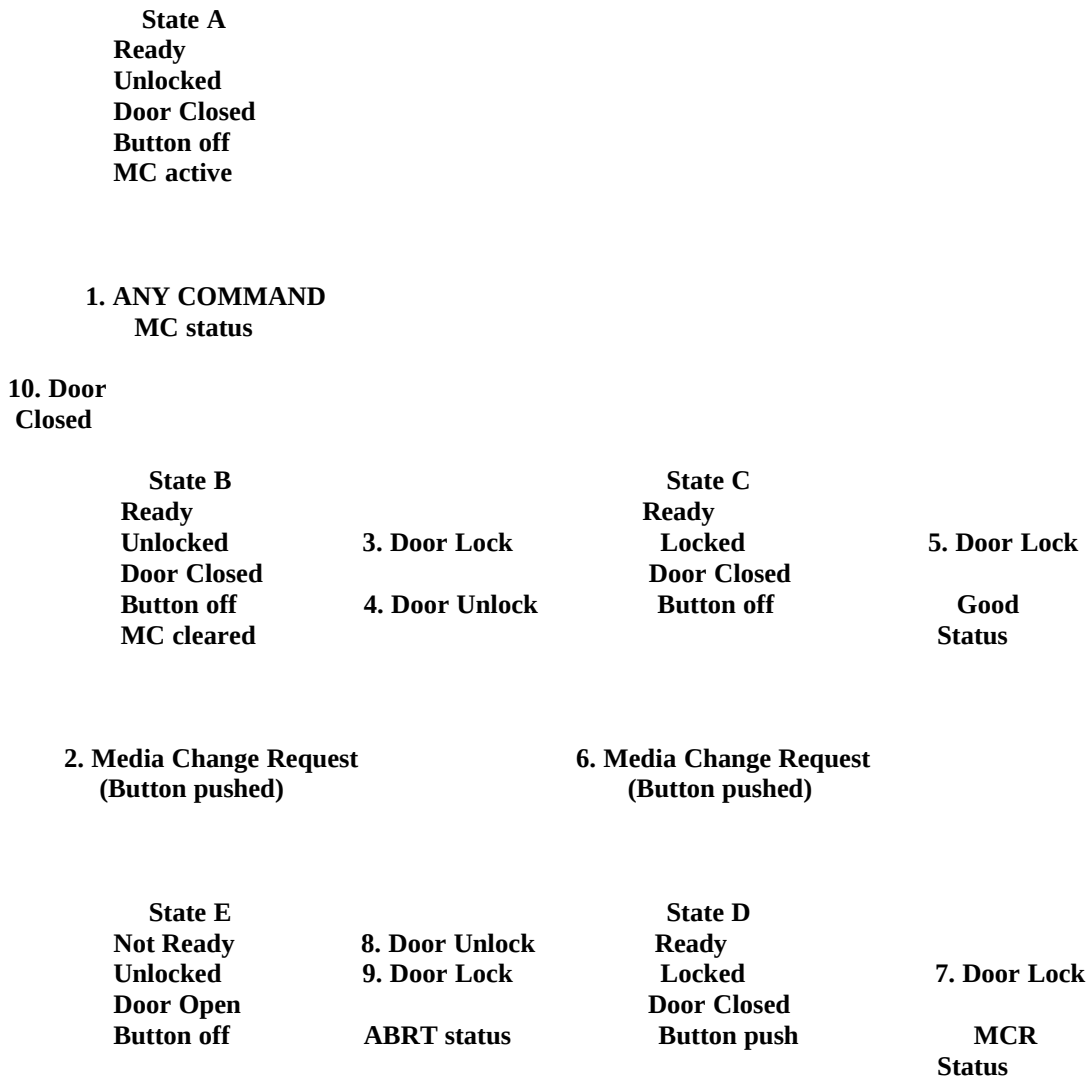 State A
Ready
Unlocked
Door Closed
Button off
MC active
1. ANY COMMAND
MC status
10. Door
Closed
State B
Ready
Unlocked
Door Closed
Button off
MC cleared
3. Door Lock
4. Door Unlock
State C
Ready
Locked
Door Closed
Button off
5. Door Lock
Good
Status
2. Media Change Request
(Button pushed)
6. Media Change Request
(Button pushed)
State E
Not Ready
Unlocked
Door Open
Button off
8. Door Unlock
9. Door Lock
ABRT status
State D
Ready
Locked
Door Closed
Button push
7. Door Lock
MCR
Status